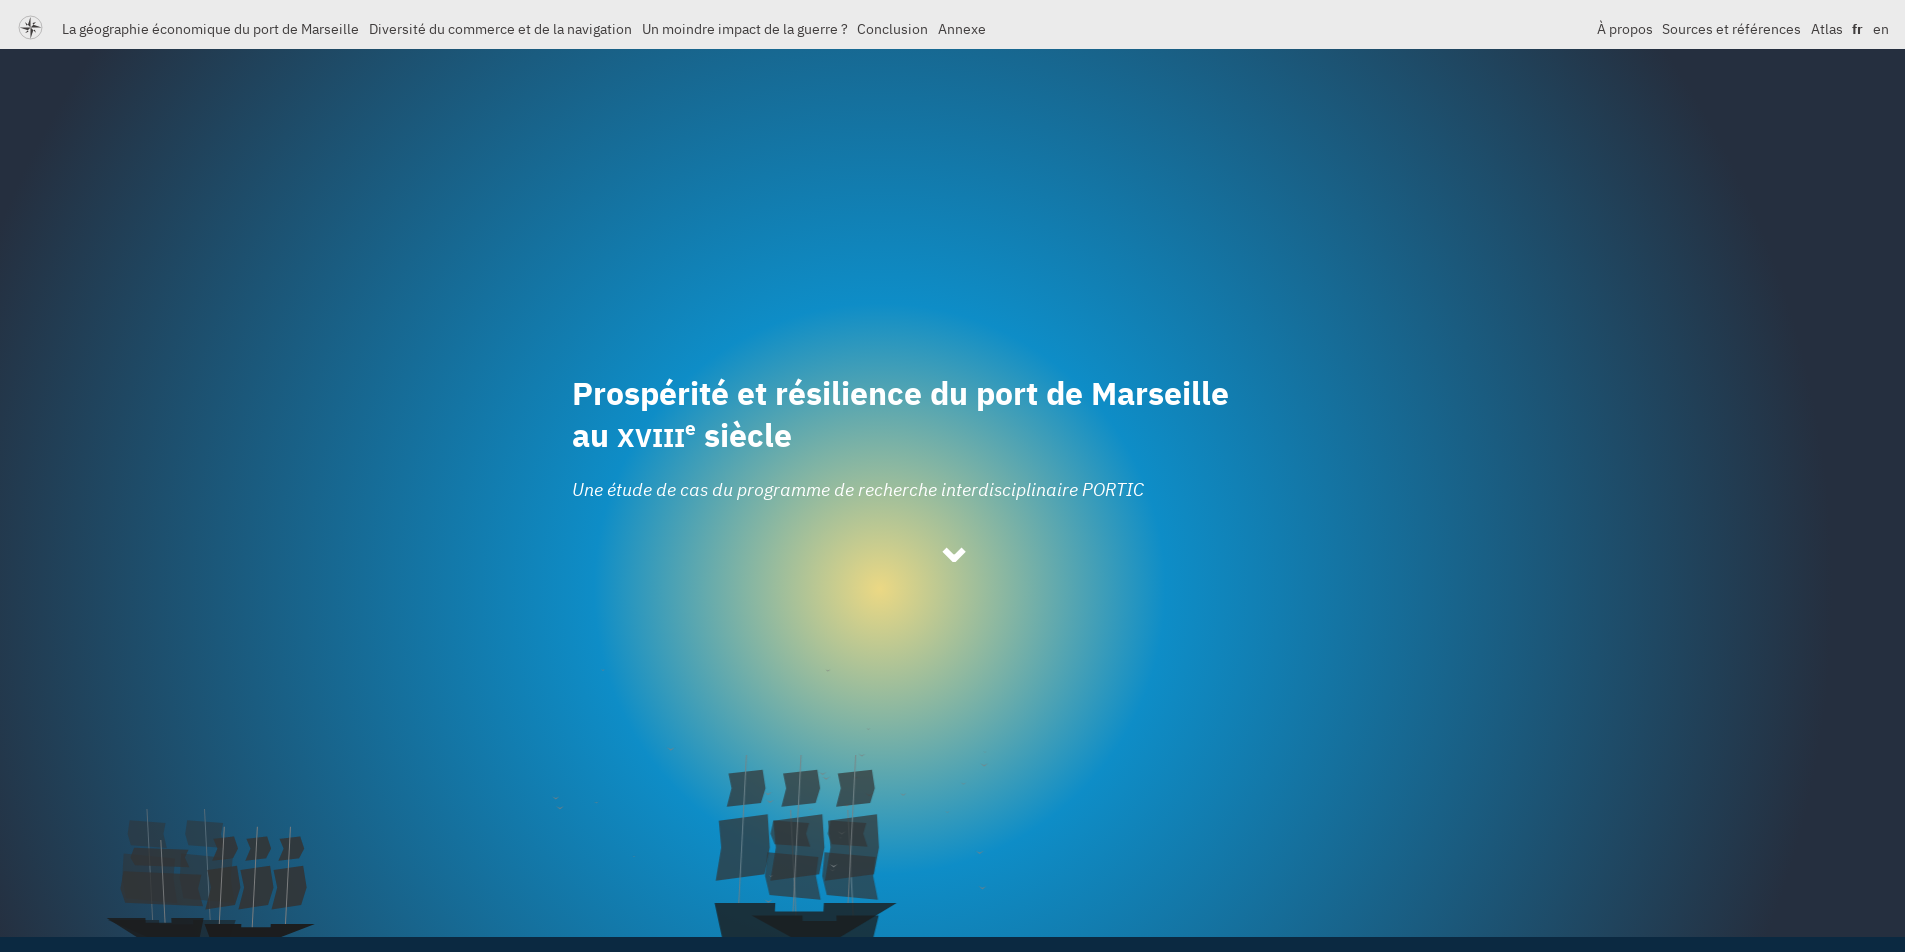 La géographie économique du port de Marseille Diversité du commerce et de la navigation Un moindre impact de la guerre ? Conclusion Annexe À propos Sources et références Atlas fr en
Prospérité et résilience du port de Marseille
au XVIIIe siècle
Une étude de cas du programme de recherche interdisciplinaire PORTIC